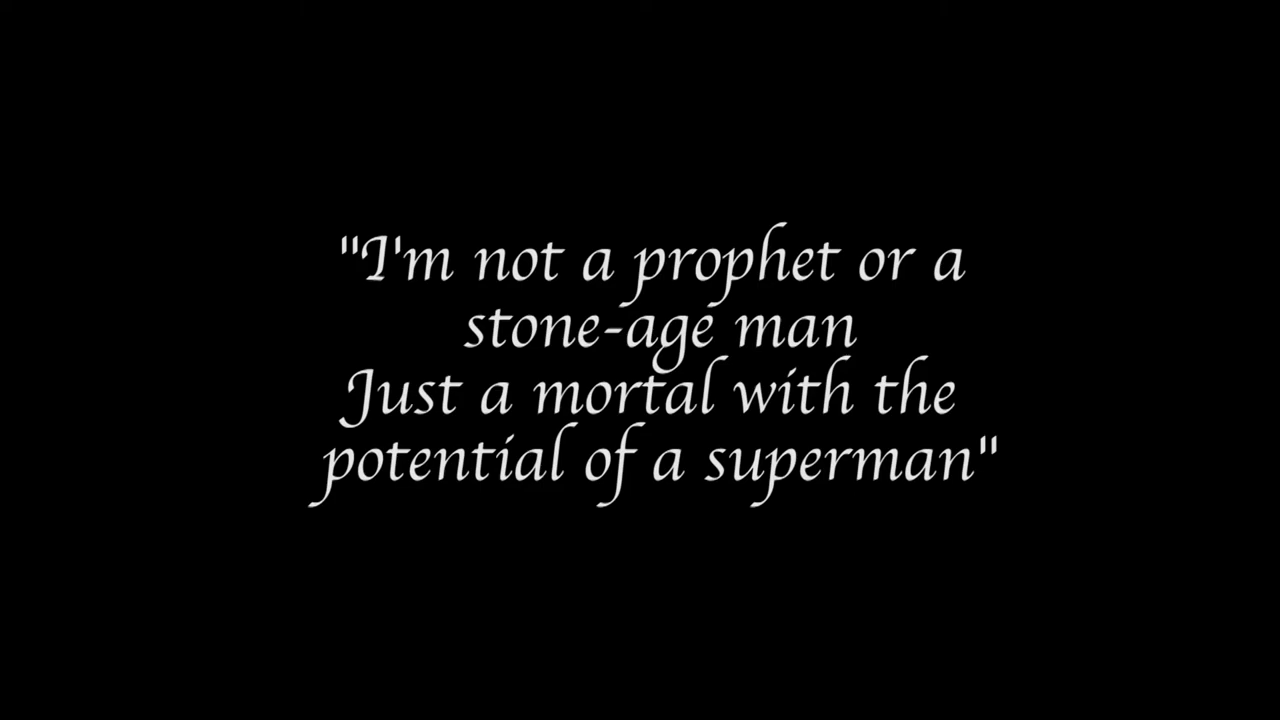 "I'm not a prophet or a
stone-age man
Just a mortal with the
potential of a superman"